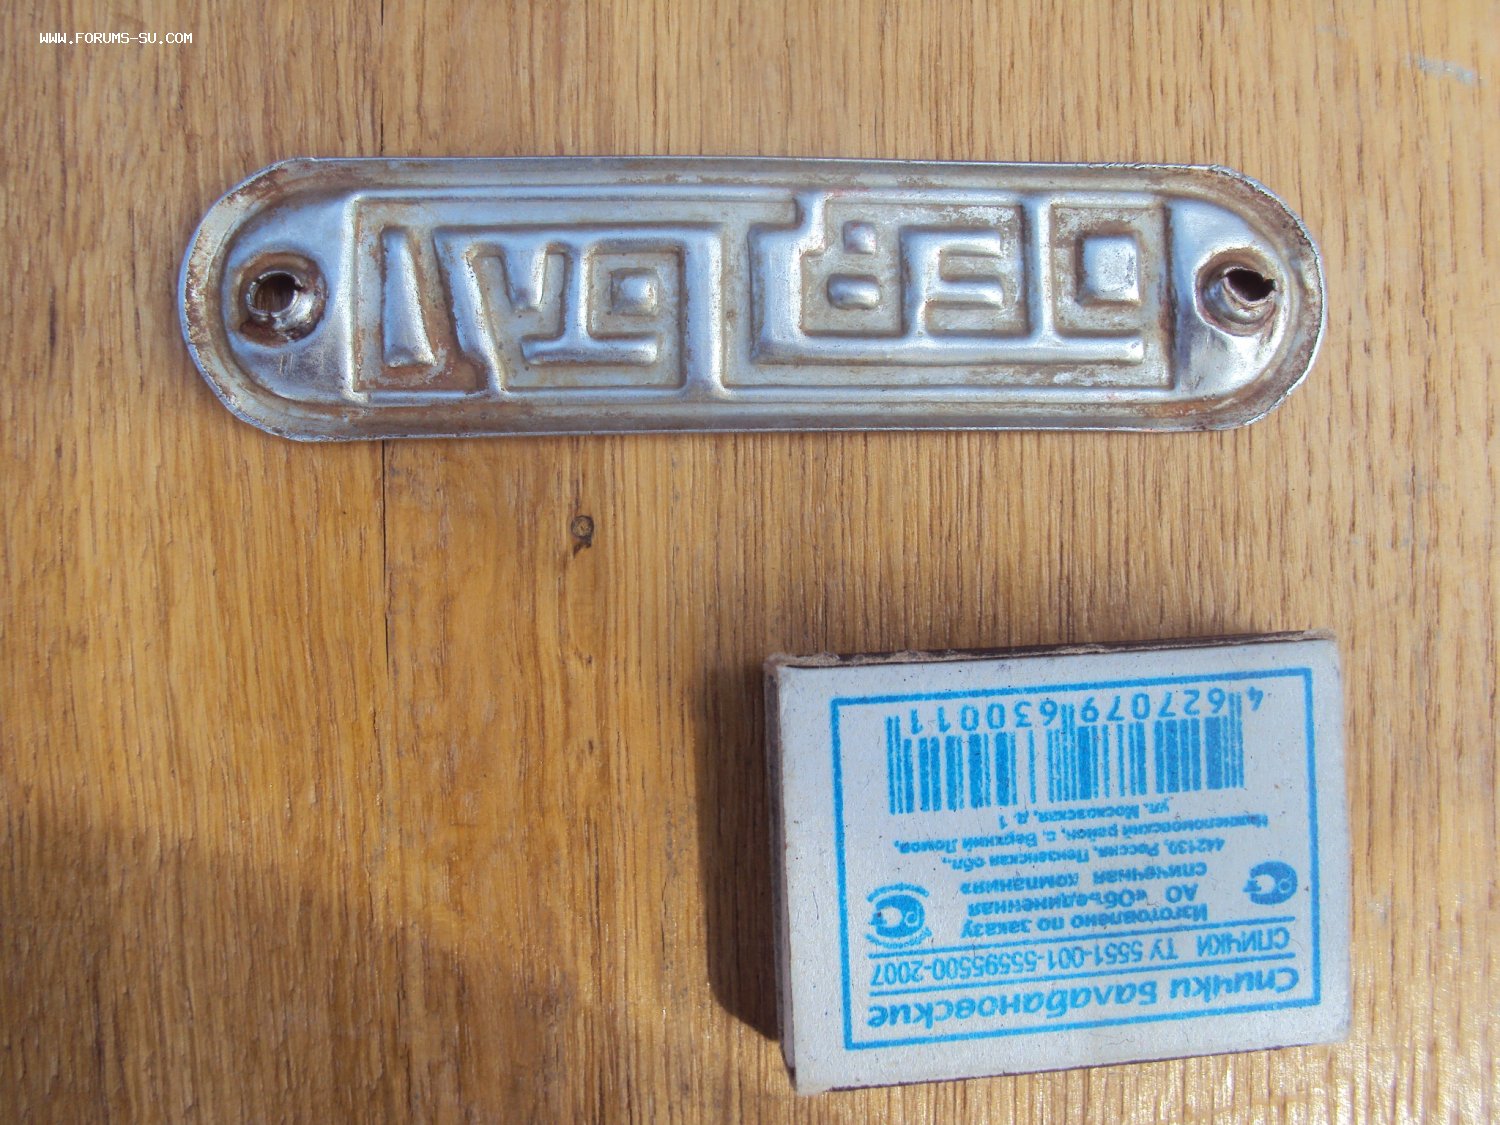 WWW.FORUMS-SU.COM
Спички Балабановские
СПИЧКИ ТУ 5551-001-55595500-2007
Изготовлено по заказу
АО «Объединенная
спичечная компания»
442130, Россия, Пензенская обл.,
Нижнеломовский район, с. Верхний Ломов,
ул. Московская, д. 1
4 627079 630011